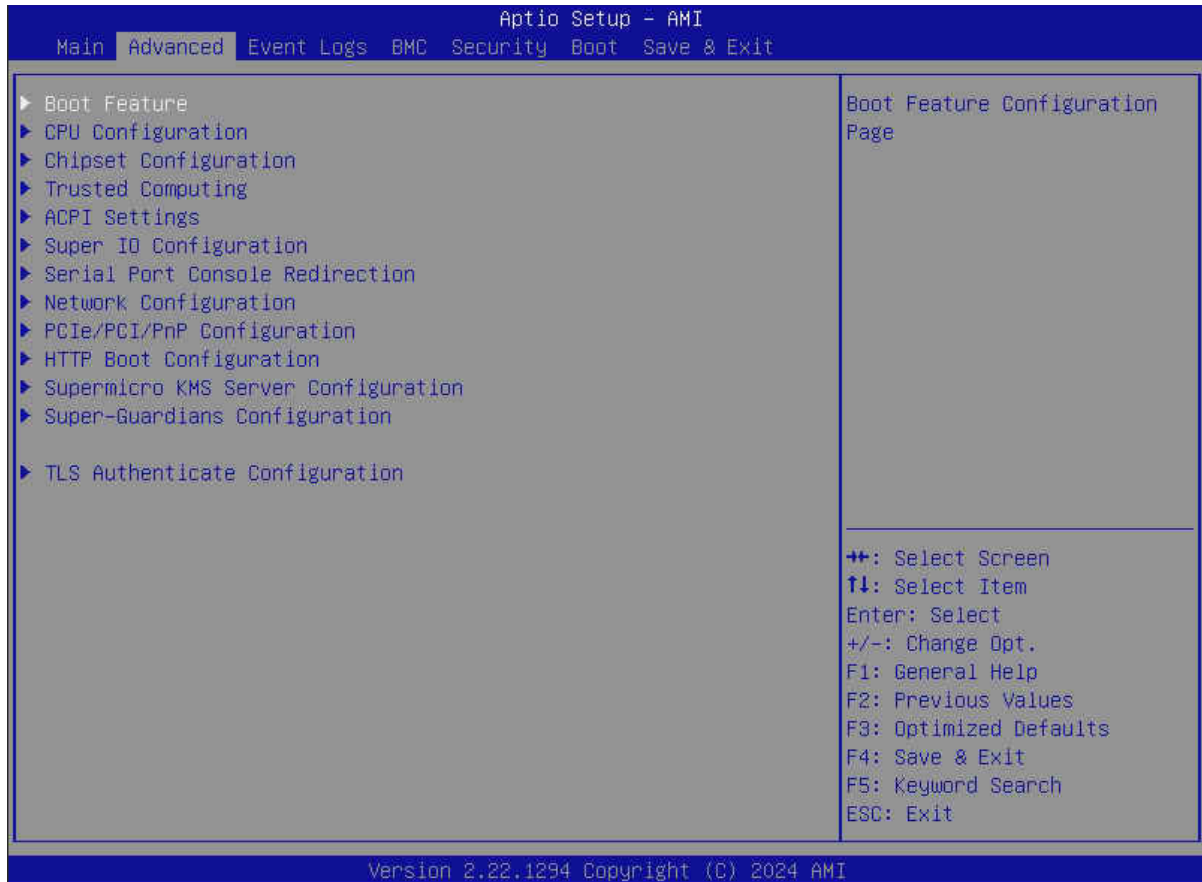 Aptio Setup - AMI
Main Advanced Event Logs BMC Security Boot Save & Exit
Boot Feature
CPU Configuration
Chipset Configuration
Trusted Computing
ACPI Settings
Super IO Configuration
Serial Port Console Redirection
Network Configuration
PCIe/PCI/PnP Configuration
HTTP Boot Configuration
Supermicro KMS Server Configuration
Super-Guardians Configuration
TLS Authenticate Configuration
Boot Feature Configuration
Page
→←: Select Screen
↑↓: Select Item
Enter: Select
+/-: Change Opt.
F1: General Help
F2: Previous Values
F3: Optimized Defaults
F4: Save & Exit
F5: Keyword Search
ESC: Exit
Version 2.22.1294 Copyright (C) 2024 AMI